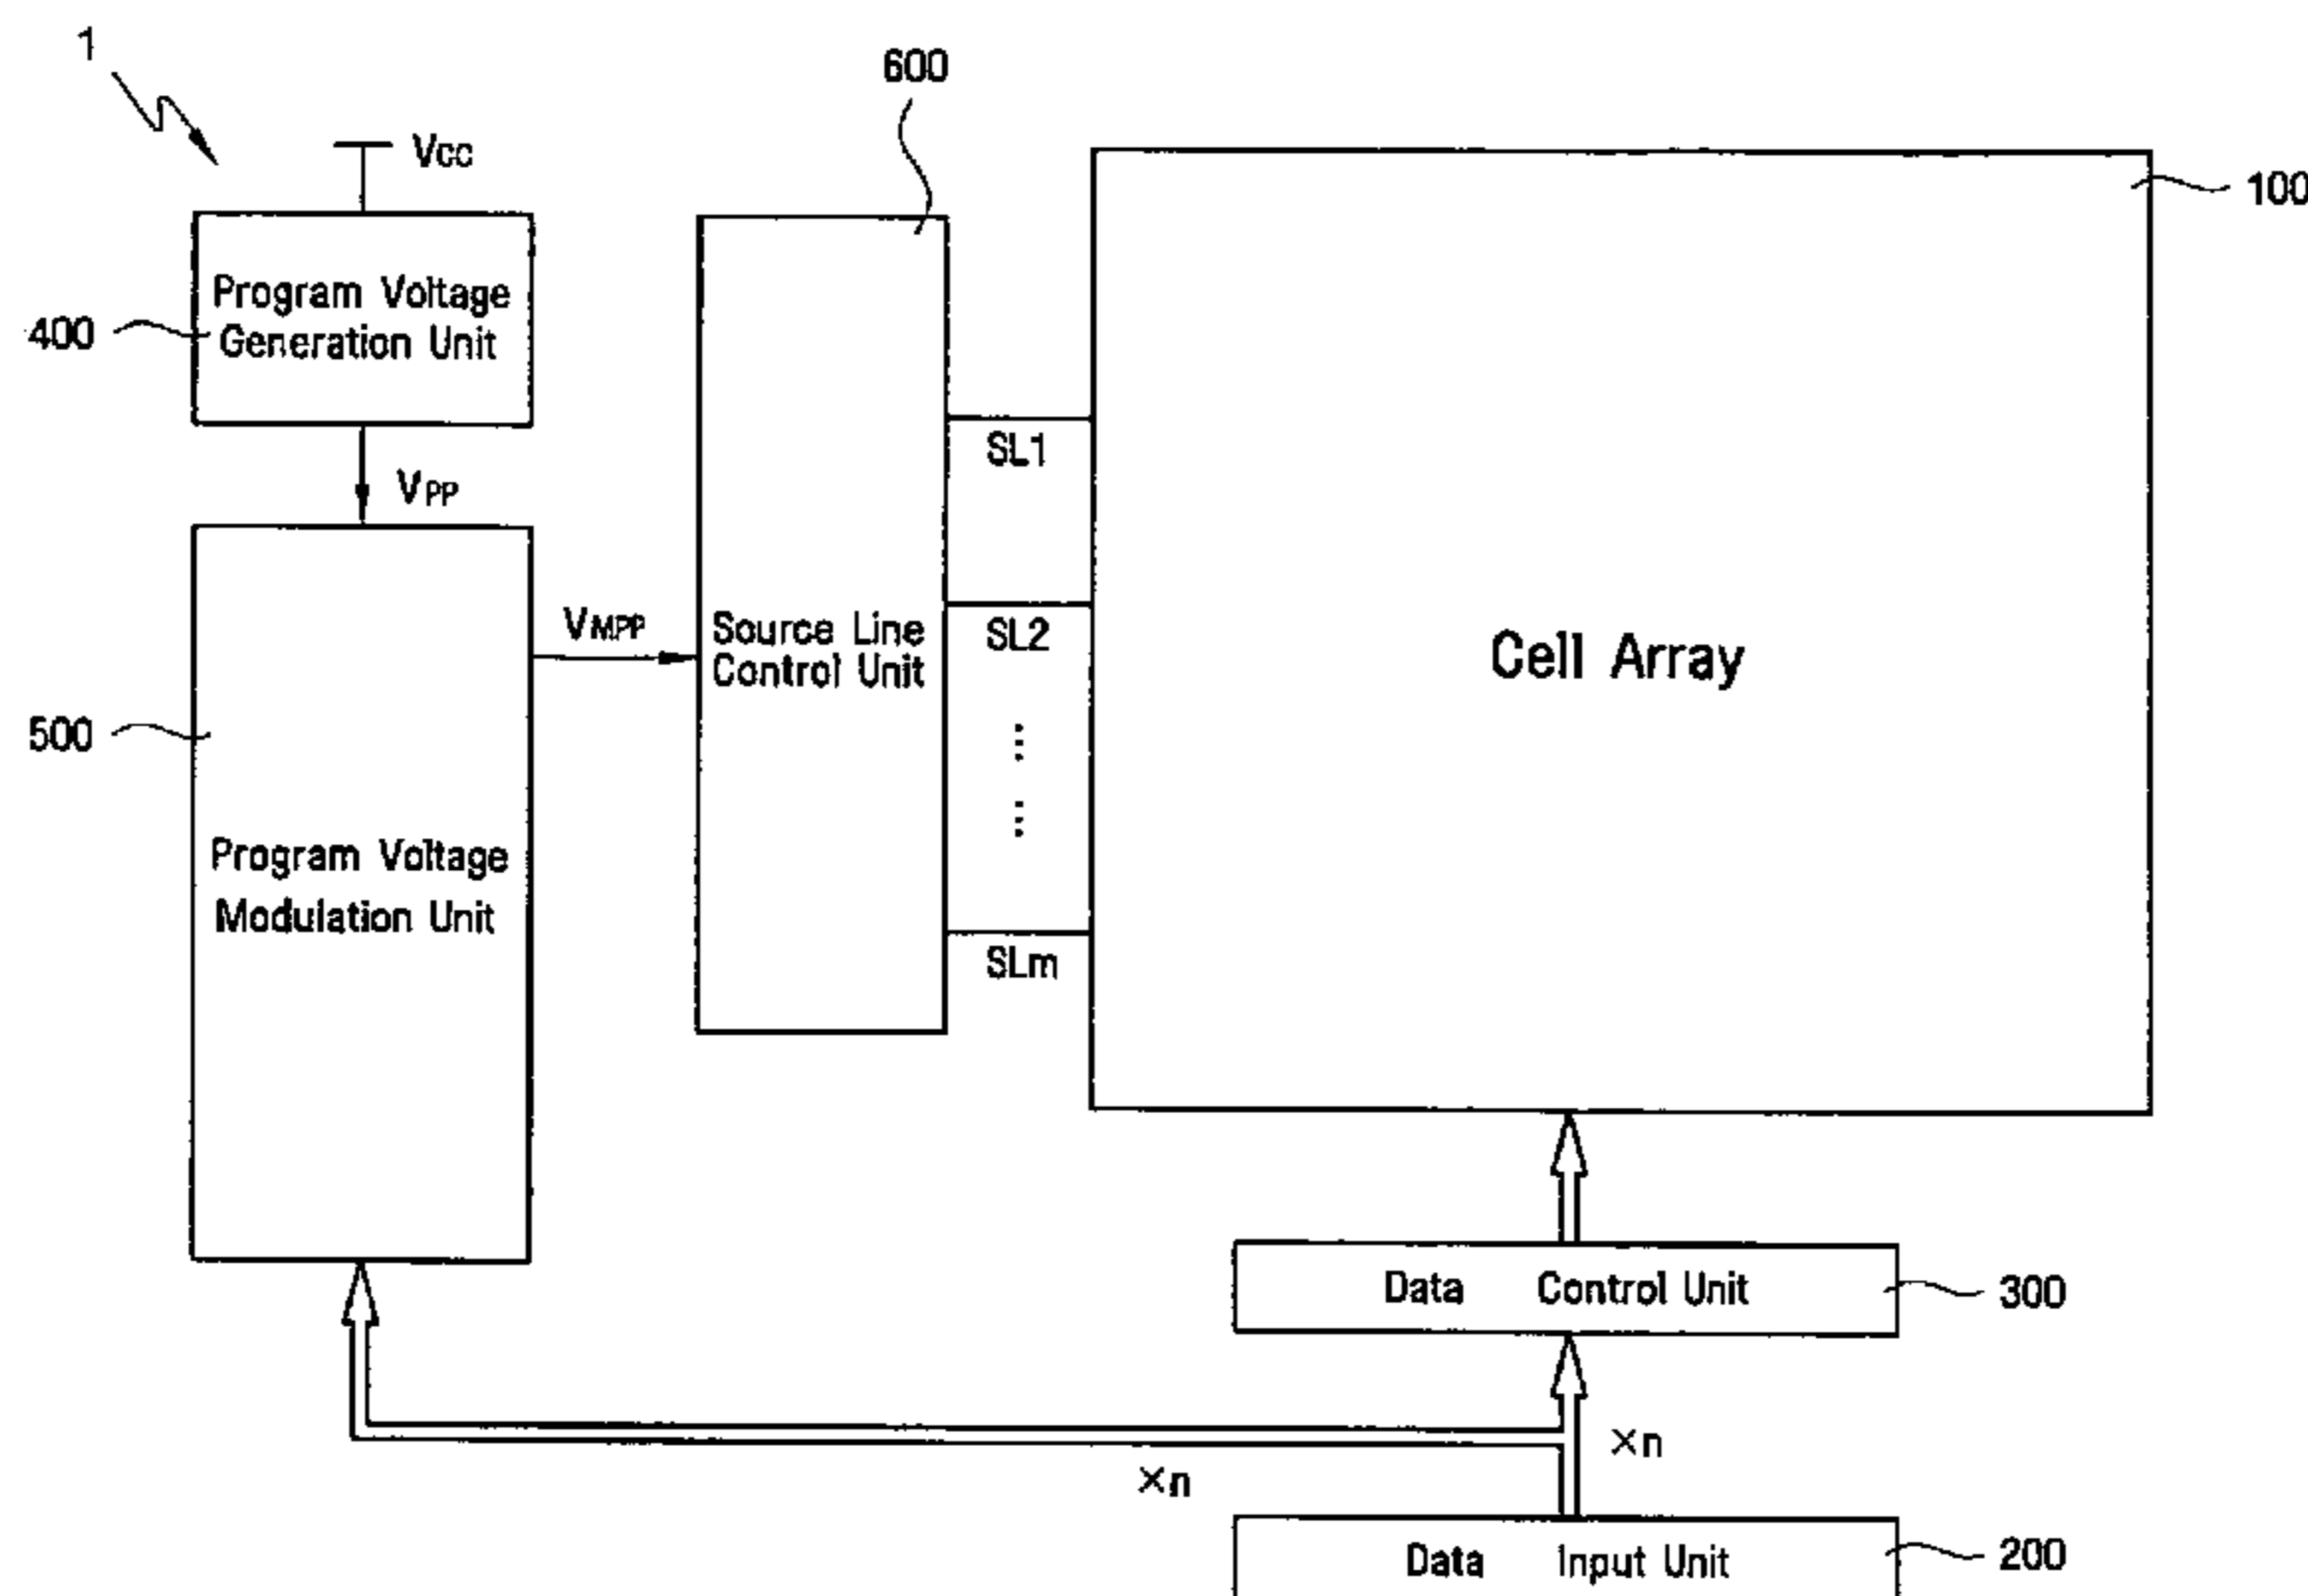 1
VCC
600
100
Program Voltage
Generation Unit
400
VPP
SL1
VMPP
Source Line
Control Unit
SL2
Cell Array
500
Program Voltage
Modulation Unit
SLm
Data Control Unit
300
×n
×n
Data Input Unit
200